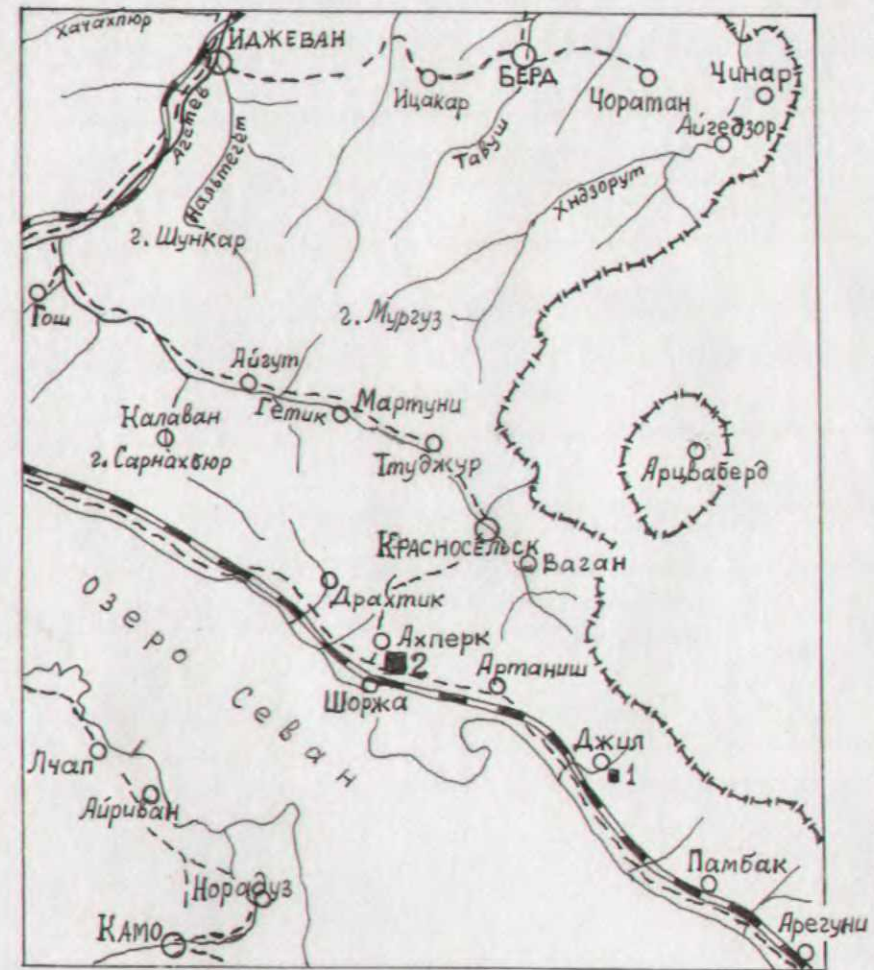 Хачахпюр
ИДЖЕВАН
Агстев
Нальтегет
Ицакар
БЕРД
Тавуш
Чоратан
Чинар
Айгедзор
Хндзорут
г. Шункар
Гош
г. Мургуз
Айгут
Гетик
Мартуни
Калаван
г. Сарнахвюр
Ттуджур
Арцваберд
КРАСНОСЕЛЬСК
Ваган
Драхтик
Ахперк
2
Озеро Севан
Шоржа
Артаниш
Джил
1
Лчап
Айриван
Норадуз
КАМО
Памбак
Арегуни